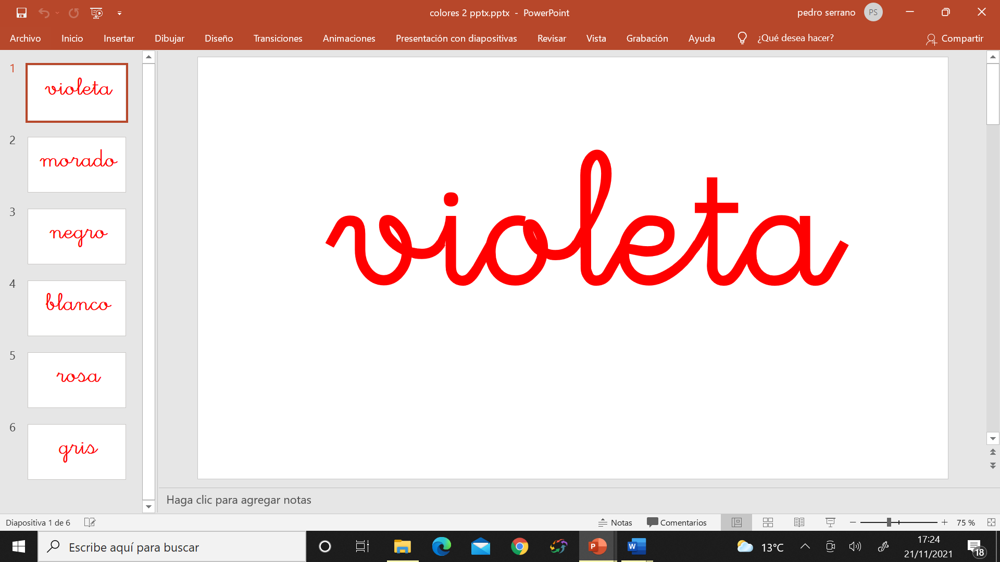 colores 2 pptx.pptx - PowerPoint
pedro serrano
PS
Archivo Inicio Insertar Dibujar Diseño Transiciones Animaciones Presentación con diapositivas Revisar Vista Grabación Ayuda ¿Qué desea hacer? Compartir
1
violeta
2
morado
3
negro
4
blanco
5
rosa
6
gris
violeta
Haga clic para agregar notas
Diapositiva 1 de 6
Notas
Comentarios
75 %
Escribe aquí para buscar
P
W
13°C
17:24
21/11/2021
18